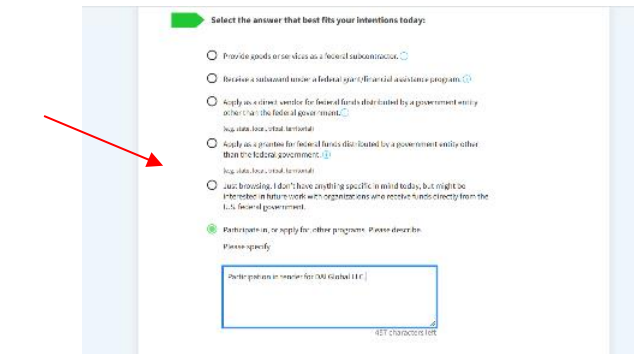 Select the answer that best fits your intentions today:
Provide goods or services as a federal subcontractor.
Receive a subaward under a federal grant/financial assistance program.
Apply as a direct vendor for federal funds distributed by a government entity
other than the federal government.
(e.g. state, local, tribal, territorial)
Apply as a grantee for federal funds distributed by a government entity other
than the federal government.
(e.g. state, local, tribal, territorial)
Just browsing. I don't have anything specific in mind today, but might be
interested in future work with organizations who receive funds directly from the
U.S. federal government.
Participate in, or apply for, other programs. Please describe.
Please specify
Participation in tender for DAI Global LLC
457 characters left